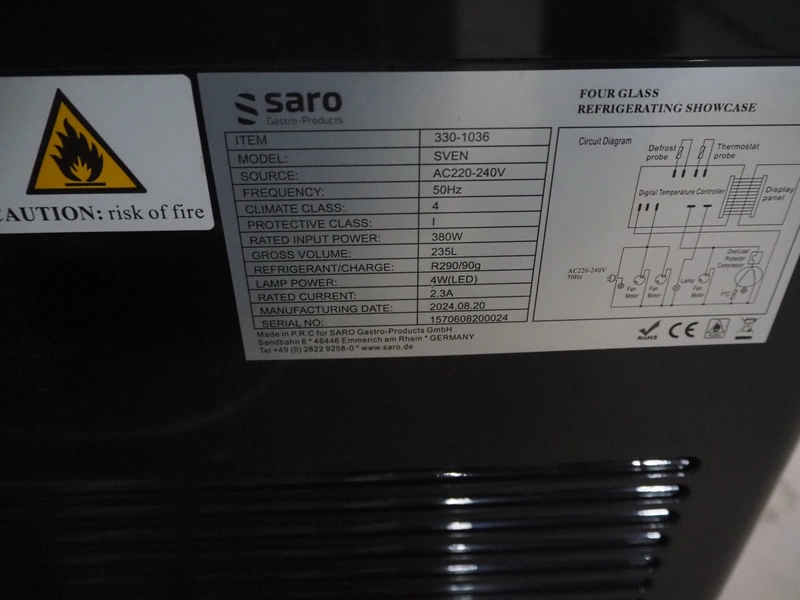 CAUTION: risk of fire
saro
Gastro-Products
FOUR GLASS
REFRIGERATING SHOWCASE
ITEM 330-1036
MODEL: SVEN
SOURCE: AC220-240V
FREQUENCY: 50Hz
CLIMATE CLASS: 4
PROTECTIVE CLASS: I
RATED INPUT POWER: 380W
GROSS VOLUME: 235L
REFRIGERANT/CHARGE: R290/90g
LAMP POWER: 4W(LED)
RATED CURRENT: 2.3A
MANUFACTURING DATE: 2024.08.20
SERIAL NO: 1570608200024
Made in P.R.C for SARO Gastro-Products GmbH
Sandbahn 6 * 46446 Emmerich am Rhein * GERMANY
Tel +49 (0) 2822 9258-0 * www.saro.de
Circuit Diagram
Defrost probe
Thermostat probe
Digital Temperature Controller
Display panel
AC220-240V
50Hz
Fan Motor
Fan Motor
Lamp
Fan Motor
OverLoad Protector
Compressor
PTC
RoHS
CE